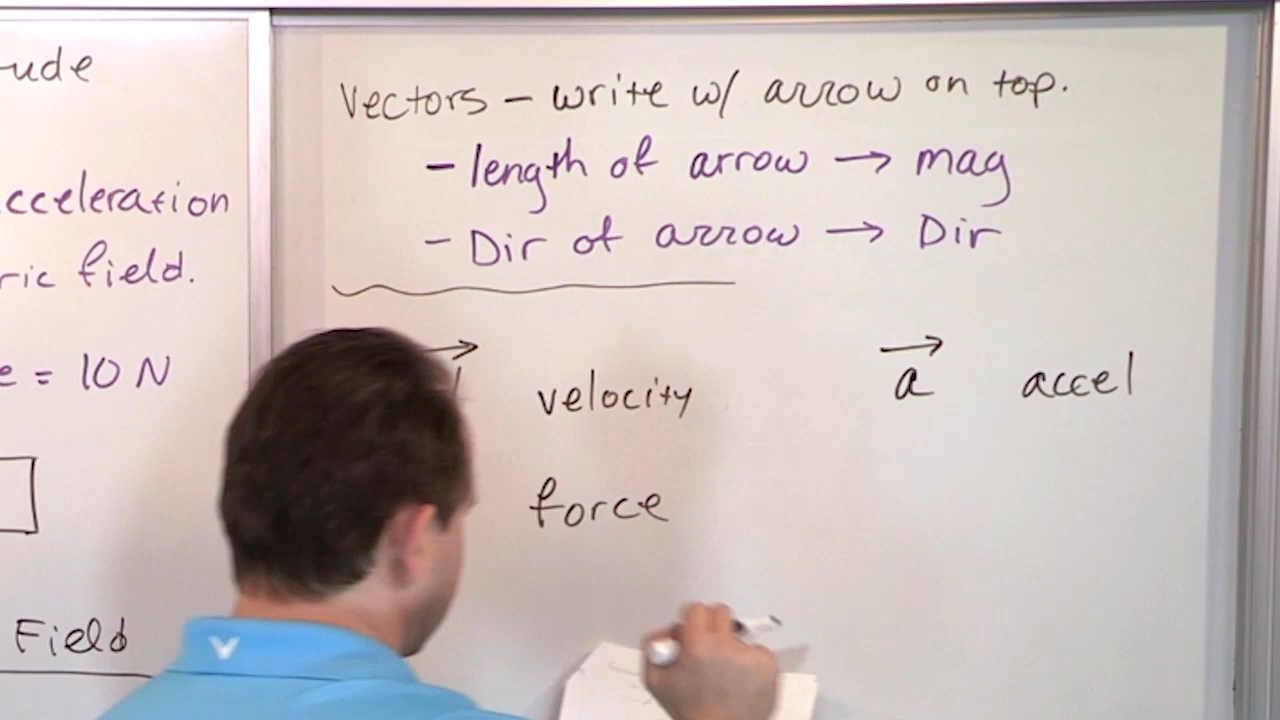 ude
cceleration
ric field.
e = 10 N
Field
Vectors – write w/ arrow on top.
– length of arrow → mag
– Dir of arrow → Dir
velocity
a⃗ accel
force